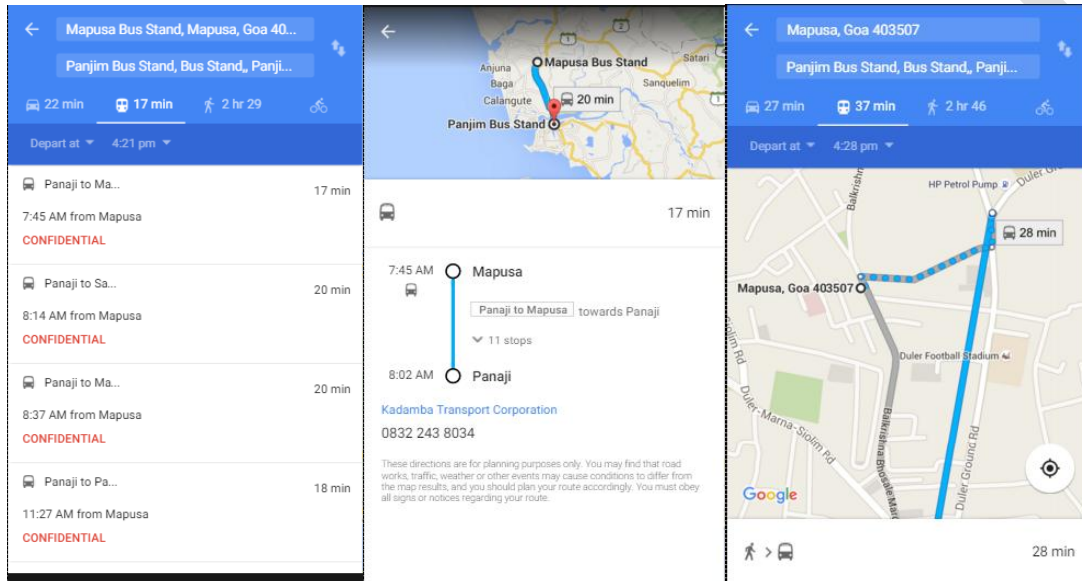 Mapusa Bus Stand, Mapusa, Goa 40...
Panjim Bus Stand, Bus Stand,, Panji...
22 min
17 min
2 hr 29
Depart at
4:21 pm
Panaji to Ma...
17 min
7:45 AM from Mapusa
CONFIDENTIAL
Panaji to Sa...
20 min
8:14 AM from Mapusa
CONFIDENTIAL
Panaji to Ma...
20 min
8:37 AM from Mapusa
CONFIDENTIAL
Panaji to Pa...
18 min
11:27 AM from Mapusa
CONFIDENTIAL
2
Mapusa Bus Stand
Satari
Anjuna
Baga
Sanquelim
Calangute
20 min
Panjim Bus Stand
17 min
7:45 AM
Mapusa
Panaji to Mapusa towards Panaji
11 stops
8:02 AM
Panaji
Kadamba Transport Corporation
0832 243 8034
These directions are for planning purposes only. You may find that road
works, traffic, weather or other events may cause conditions to differ from
the map results, and you should plan your route accordingly. You must obey
all signs or notices regarding your route.
Mapusa, Goa 403507
Panjim Bus Stand, Bus Stand,, Panji...
27 min
37 min
2 hr 46
Depart at
4:28 pm
HP Petrol Pump
Duler Gr
Balkrishn
28 min
Mapusa, Goa 403507
Siolim Rd
Duler Football Stadium
Duler-Marna-Siolim Rd
Balkrishna Bhosale Marg
Duler Ground Rd
Google
28 min